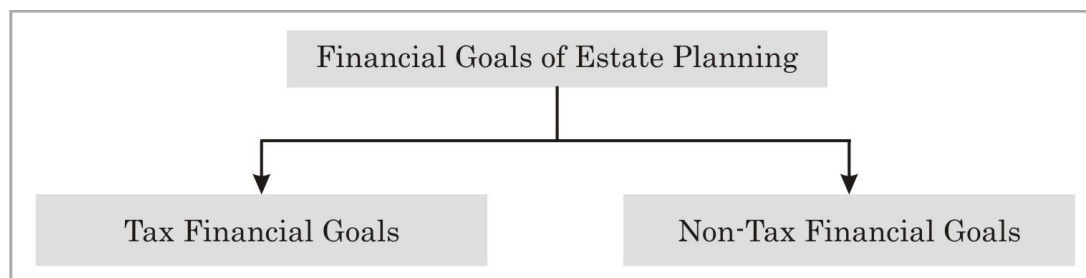 Financial Goals of Estate Planning
Tax Financial Goals
Non-Tax Financial Goals